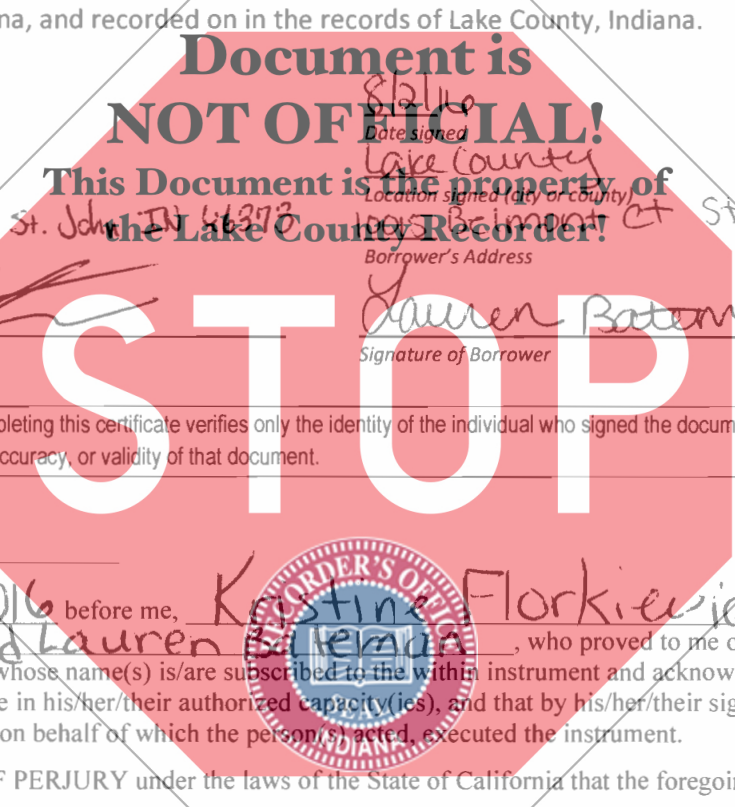 na, and recorded on in the records of Lake County, Indiana.
Document is
NOT OFFICIAL!
8/2/16
Date signed
Lake County
This Document is the property of
Location signed (city or county)
St. John IN 46373
Belmont Ct St
the Lake County Recorder!
Borrower's Address
Lauren Batem
Signature of Borrower
STOP
pleting this certificate verifies only the identity of the individual who signed the docum
ccuracy, or validity of that document.
RECORDER'S OFFICE
016 before me, Kristine Florkiewic
d Lauren Bateman, who proved to me o
whose name(s) is/are subscribed to the within instrument and acknow
e in his/her/their authorized capacity(ies), and that by his/her/their sig
SEAL
on behalf of which the person(s) acted, executed the instrument.
INDIANA
F PERJURY under the laws of the State of California that the foregoin